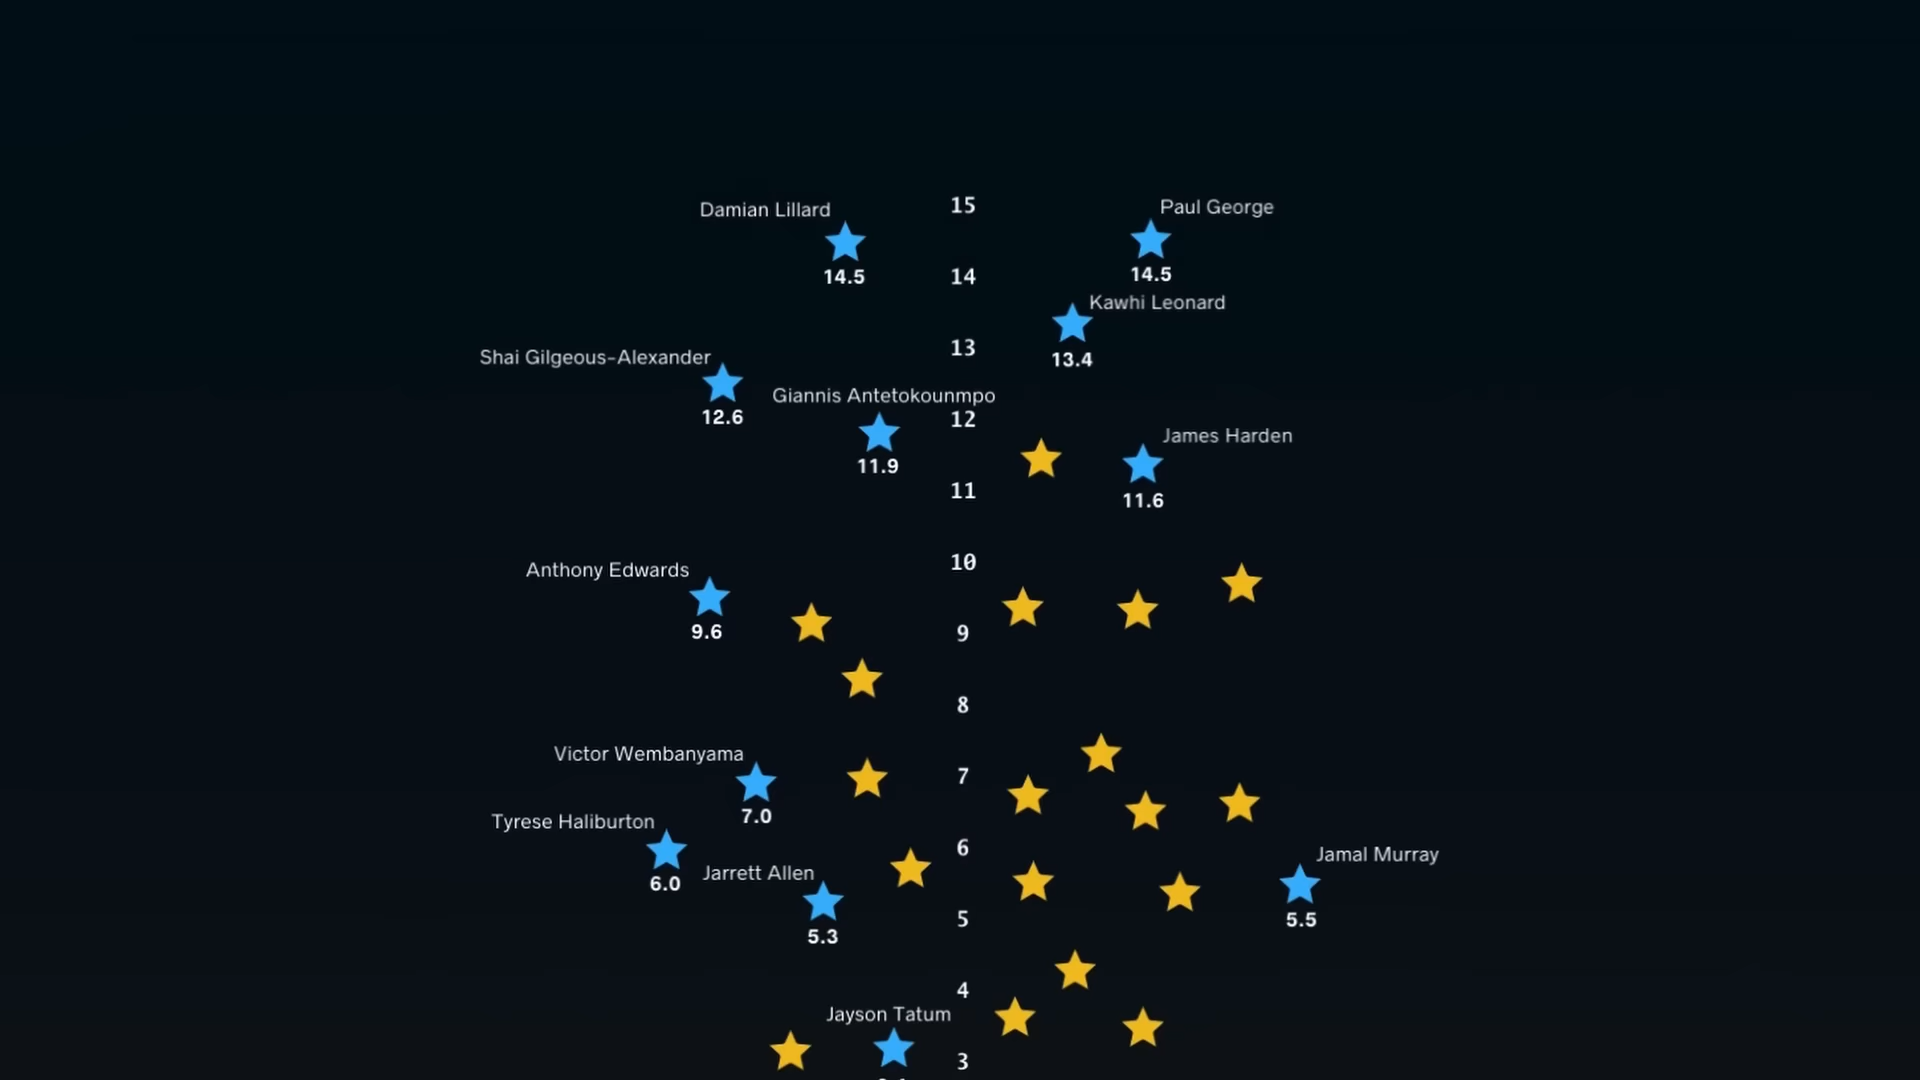 15
Damian Lillard
Paul George
14.5
14
14.5
Kawhi Leonard
13
13.4
Shai Gilgeous-Alexander
12.6
Giannis Antetokounmpo
12
11.9
James Harden
11
11.6
10
Anthony Edwards
9.6
9
8
Victor Wembanyama
7
7.0
Tyrese Haliburton
6
6.0
Jamal Murray
Jarrett Allen
5
5.5
5.3
4
Jayson Tatum
3